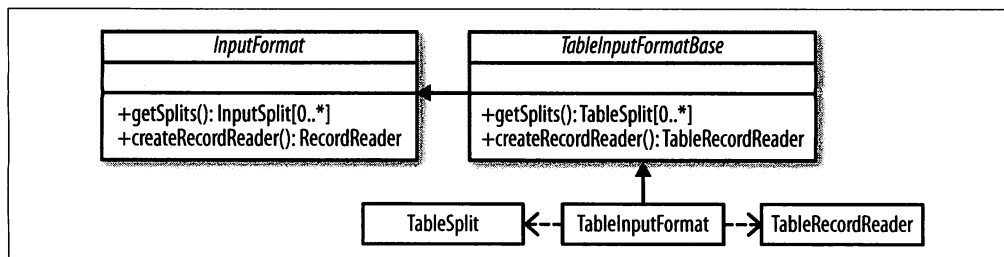 InputFormat
+getSplits(): InputSplit[0..*]
+createRecordReader(): RecordReader
TableInputFormatBase
+getSplits(): TableSplit[0..*]
+createRecordReader(): TableRecordReader
TableSplit
TableInputFormat
TableRecordReader